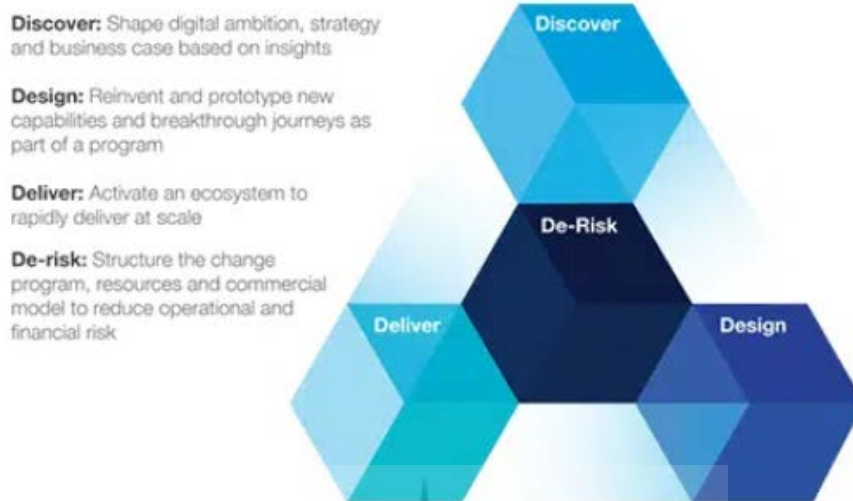 Discover: Shape digital ambition, strategy
and business case based on insights
Design: Reinvent and prototype new
capabilities and breakthrough journeys as
part of a program
Deliver: Activate an ecosystem to
rapidly deliver at scale
De-risk: Structure the change
program, resources and commercial
model to reduce operational and
financial risk
Discover
De-Risk
Deliver
Design